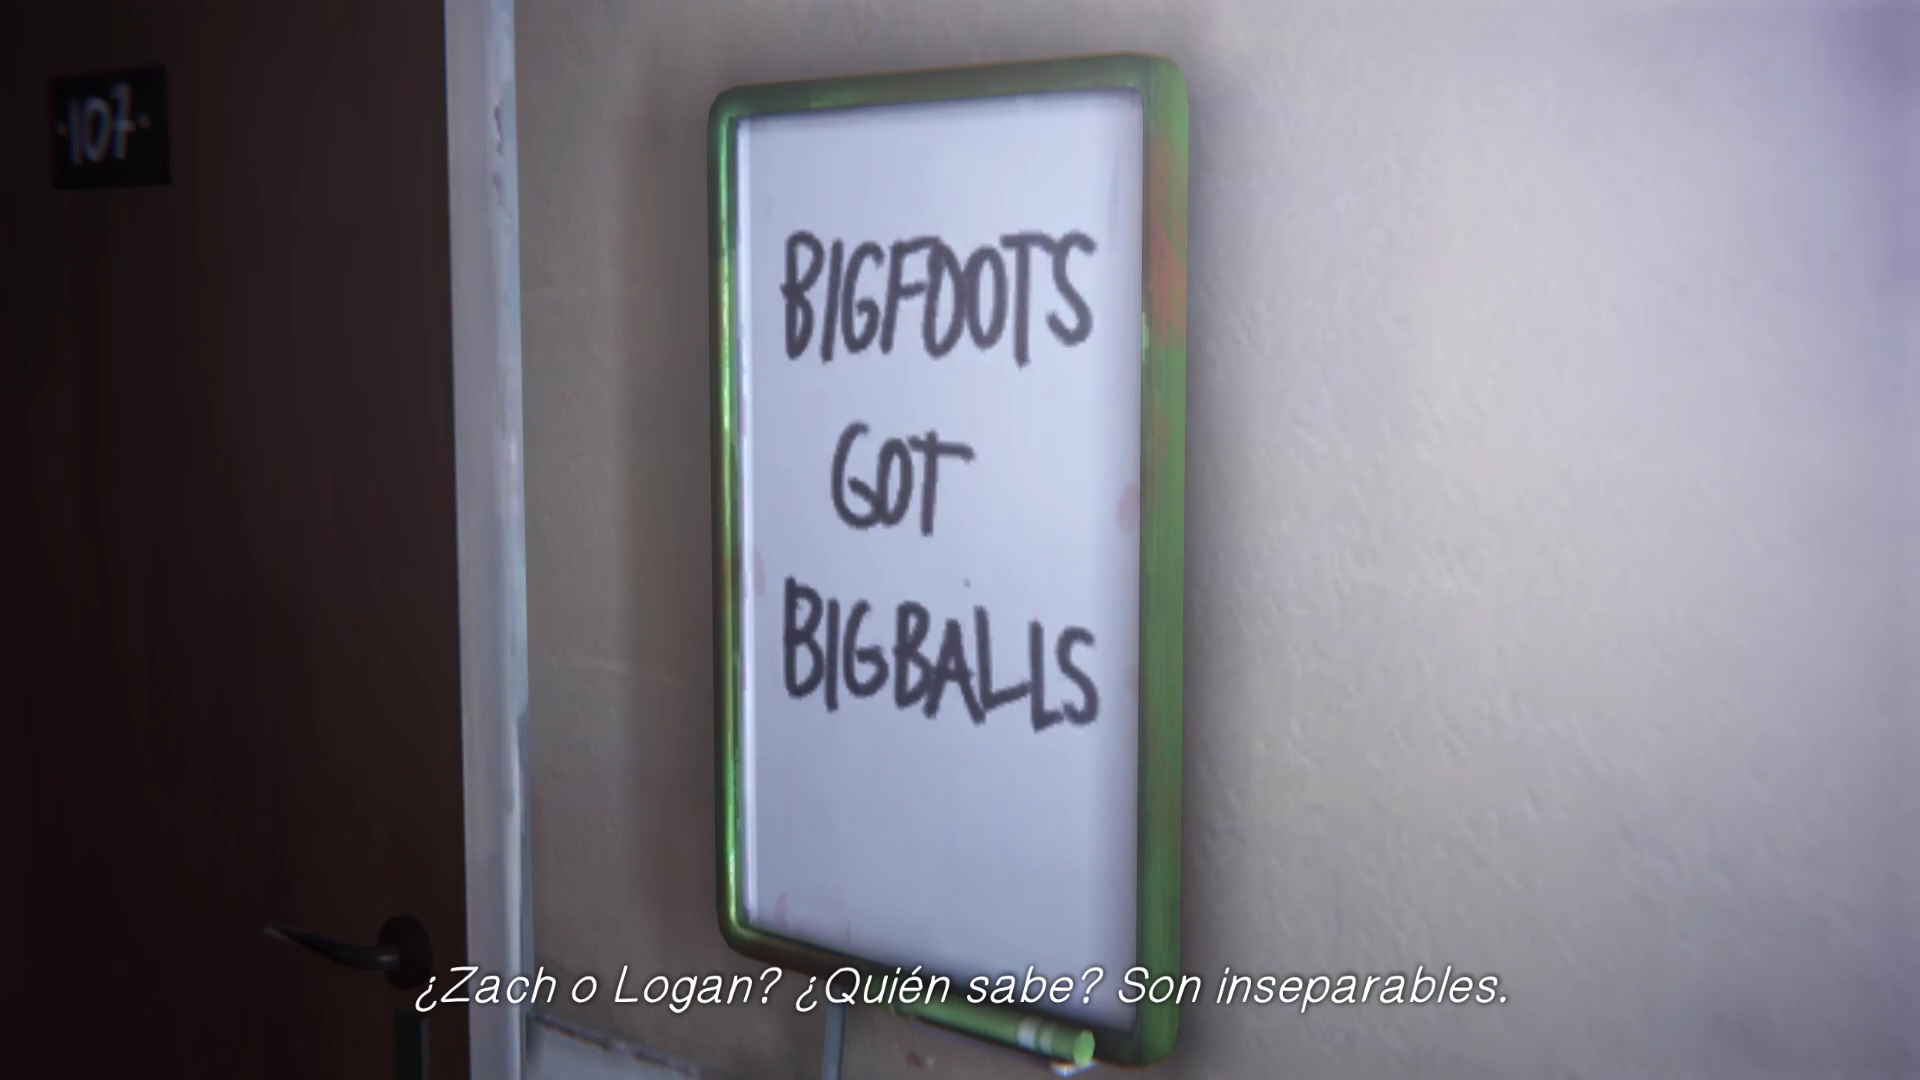 ·107·
BIGFOOTS
GOT
BIGBALLS
¿Zach o Logan? ¿Quién sabe? Son inseparables.